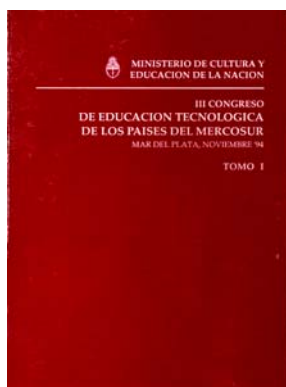 MINISTERIO DE CULTURA Y
EDUCACION DE LA NACION
III CONGRESO
DE EDUCACION TECNOLOGICA
DE LOS PAISES DEL MERCOSUR
MAR DEL PLATA, NOVIEMBRE '94
TOMO I